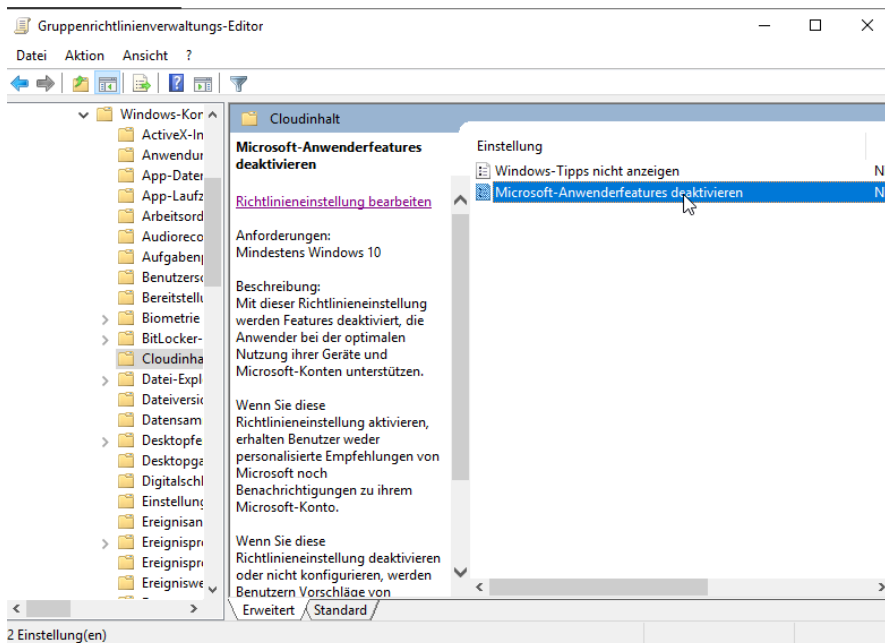 Gruppenrichtlinienverwaltungs-Editor
Datei Aktion Ansicht ?
Windows-Kor
ActiveX-In
Anwendur
App-Dater
App-Laufz
Arbeitsord
Audioreco
Aufgabenp
Benutzersc
Bereitstellu
Biometrie
BitLocker-
Cloudinha
Datei-Expl
Dateiversic
Datensam
Desktopfe
Desktopga
Digitalschl
Einstellung
Ereignisan
Ereignispro
Ereignispro
Ereigniswe
Cloudinhalt
Microsoft-Anwenderfeatures
deaktivieren
Richtlinieneinstellung bearbeiten
Anforderungen:
Mindestens Windows 10
Beschreibung:
Mit dieser Richtlinieneinstellung
werden Features deaktiviert, die
Anwender bei der optimalen
Nutzung ihrer Geräte und
Microsoft-Konten unterstützen.
Wenn Sie diese
Richtlinieneinstellung aktivieren,
erhalten Benutzer weder
personalisierte Empfehlungen von
Microsoft noch
Benachrichtigungen zu ihrem
Microsoft-Konto.
Wenn Sie diese
Richtlinieneinstellung deaktivieren
oder nicht konfigurieren, werden
Benutzern Vorschläge von
Einstellung
Windows-Tipps nicht anzeigen N
Microsoft-Anwenderfeatures deaktivieren N
Erweitert Standard
2 Einstellung(en)